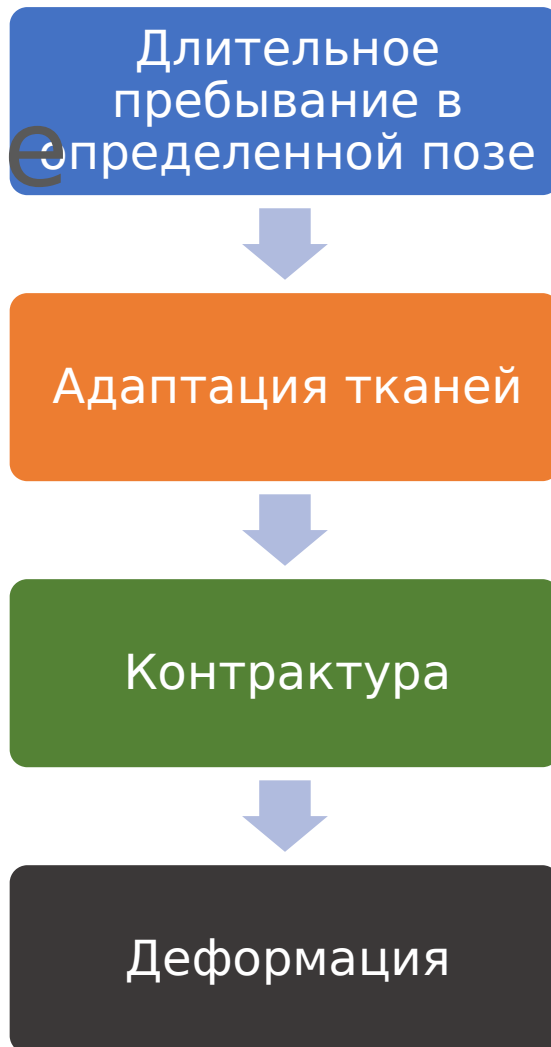 Длительное
пребывание в
определенной позе
е
Адаптация тканей
Контрактура
Деформация